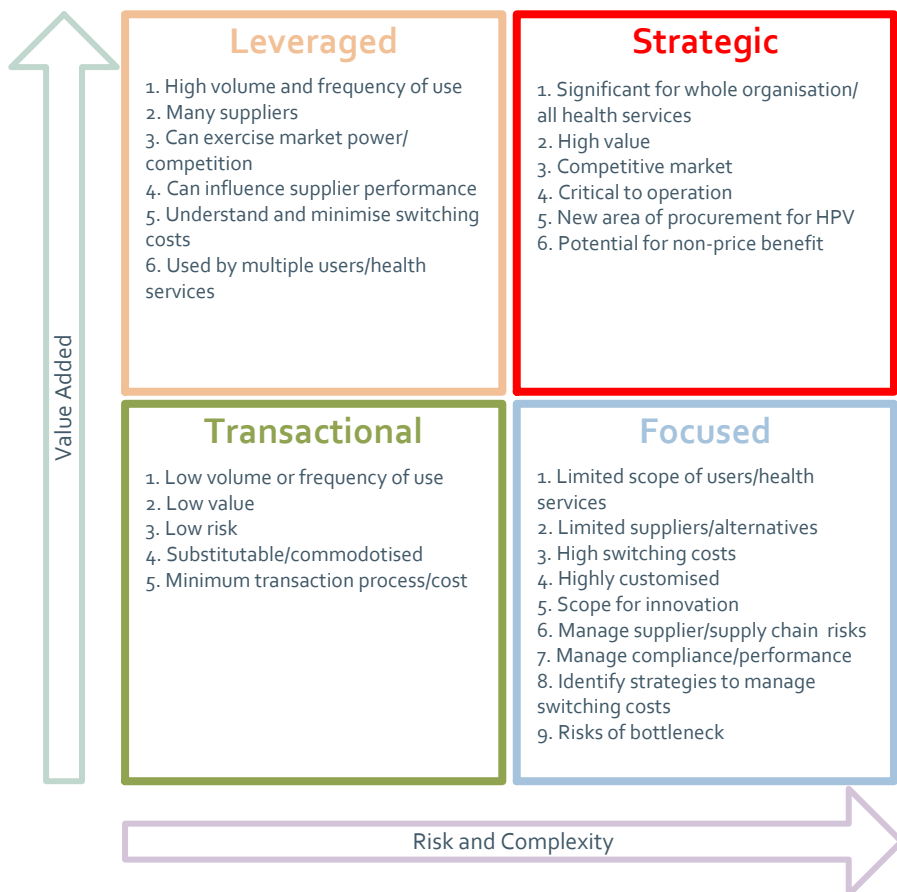 Leveraged
1. High volume and frequency of use
2. Many suppliers
3. Can exercise market power/
competition
4. Can influence supplier performance
5. Understand and minimise switching
costs
6. Used by multiple users/health
services
Strategic
1. Significant for whole organisation/
all health services
2. High value
3. Competitive market
4. Critical to operation
5. New area of procurement for HPV
6. Potential for non-price benefit
Value Added
Transactional
1. Low volume or frequency of use
2. Low value
3. Low risk
4. Substitutable/commodotised
5. Minimum transaction process/cost
Focused
1. Limited scope of users/health
services
2. Limited suppliers/alternatives
3. High switching costs
4. Highly customised
5. Scope for innovation
6. Manage supplier/supply chain risks
7. Manage compliance/performance
8. Identify strategies to manage
switching costs
9. Risks of bottleneck
Risk and Complexity